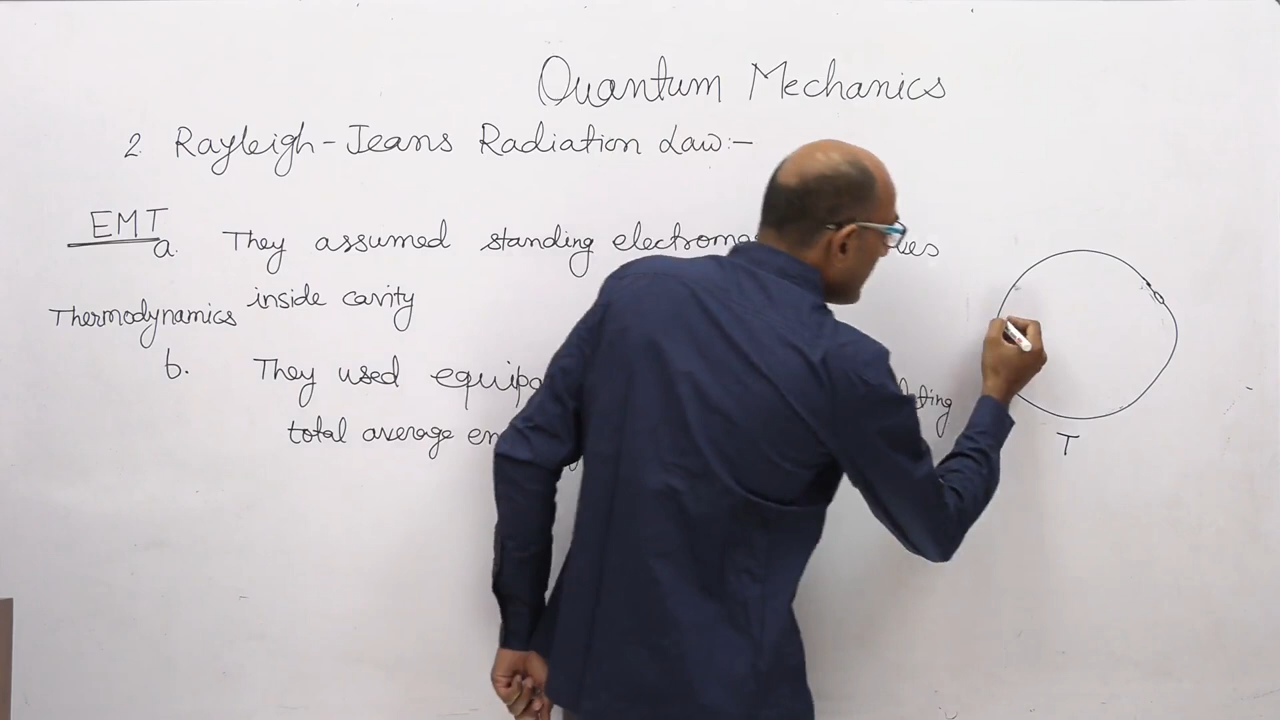 Quantum Mechanics
2. Rayleigh-Jeans Radiation Law:-
EMT
a. They assumed standing
inside cavity
Thermodynamics
b. They used
total average
T